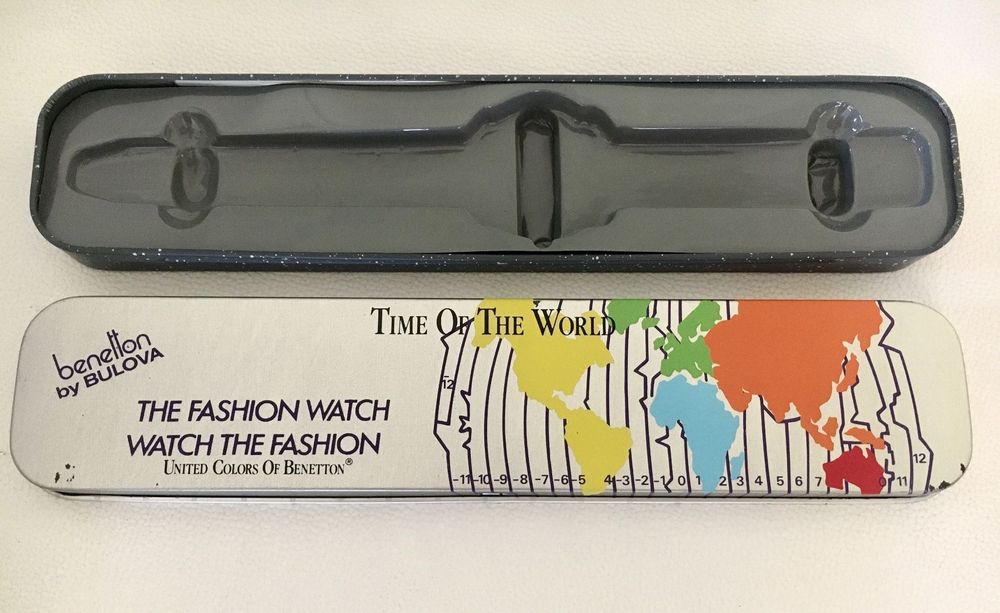 TIME OF THE WORLD
benetton
by BULOVA
THE FASHION WATCH
WATCH THE FASHION
UNITED COLORS OF BENETTON®
12
12
-11 -10 -9 -8 -7 -6 -5 4 -3 -2 -1 0 1 2 3 4 5 6 7 11